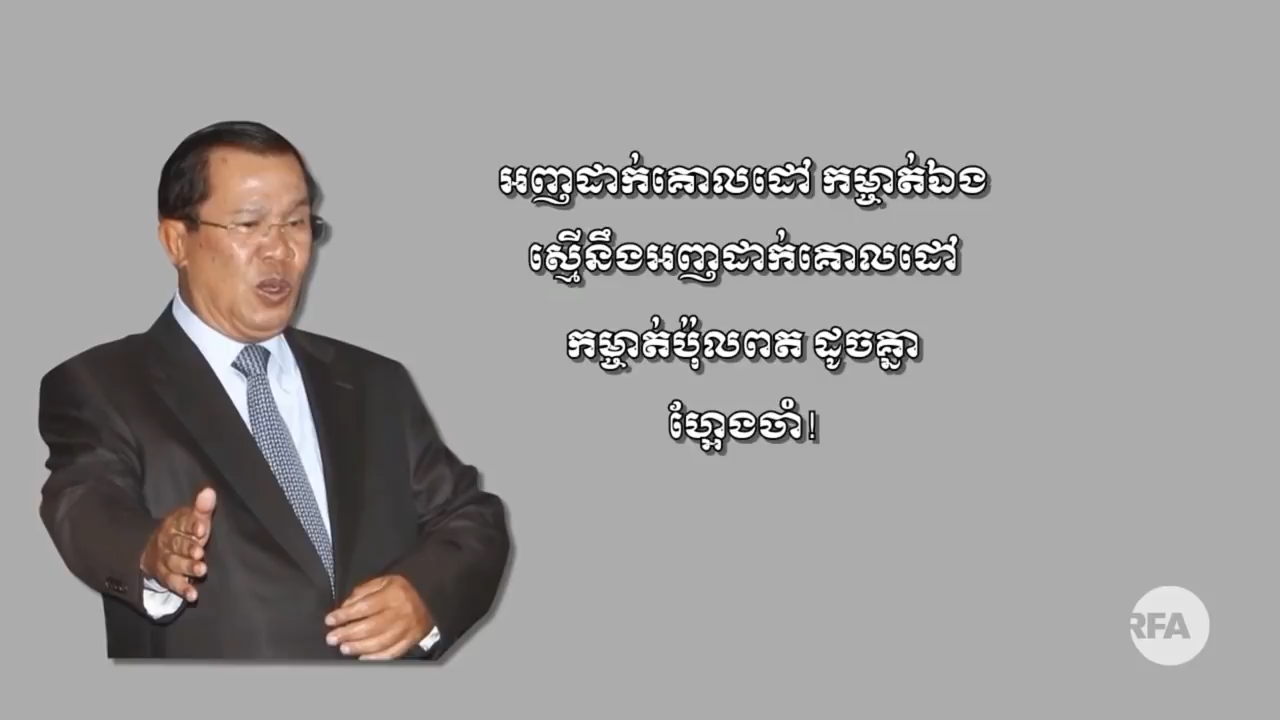 អញដាក់គោលដៅ កម្ចាត់ឯង
ស្មើនឹងអញដាក់គោលដៅ
កម្ចាត់ប៉ុលពត ដូចគ្នា
ហ្អែងចាំ!
RFA